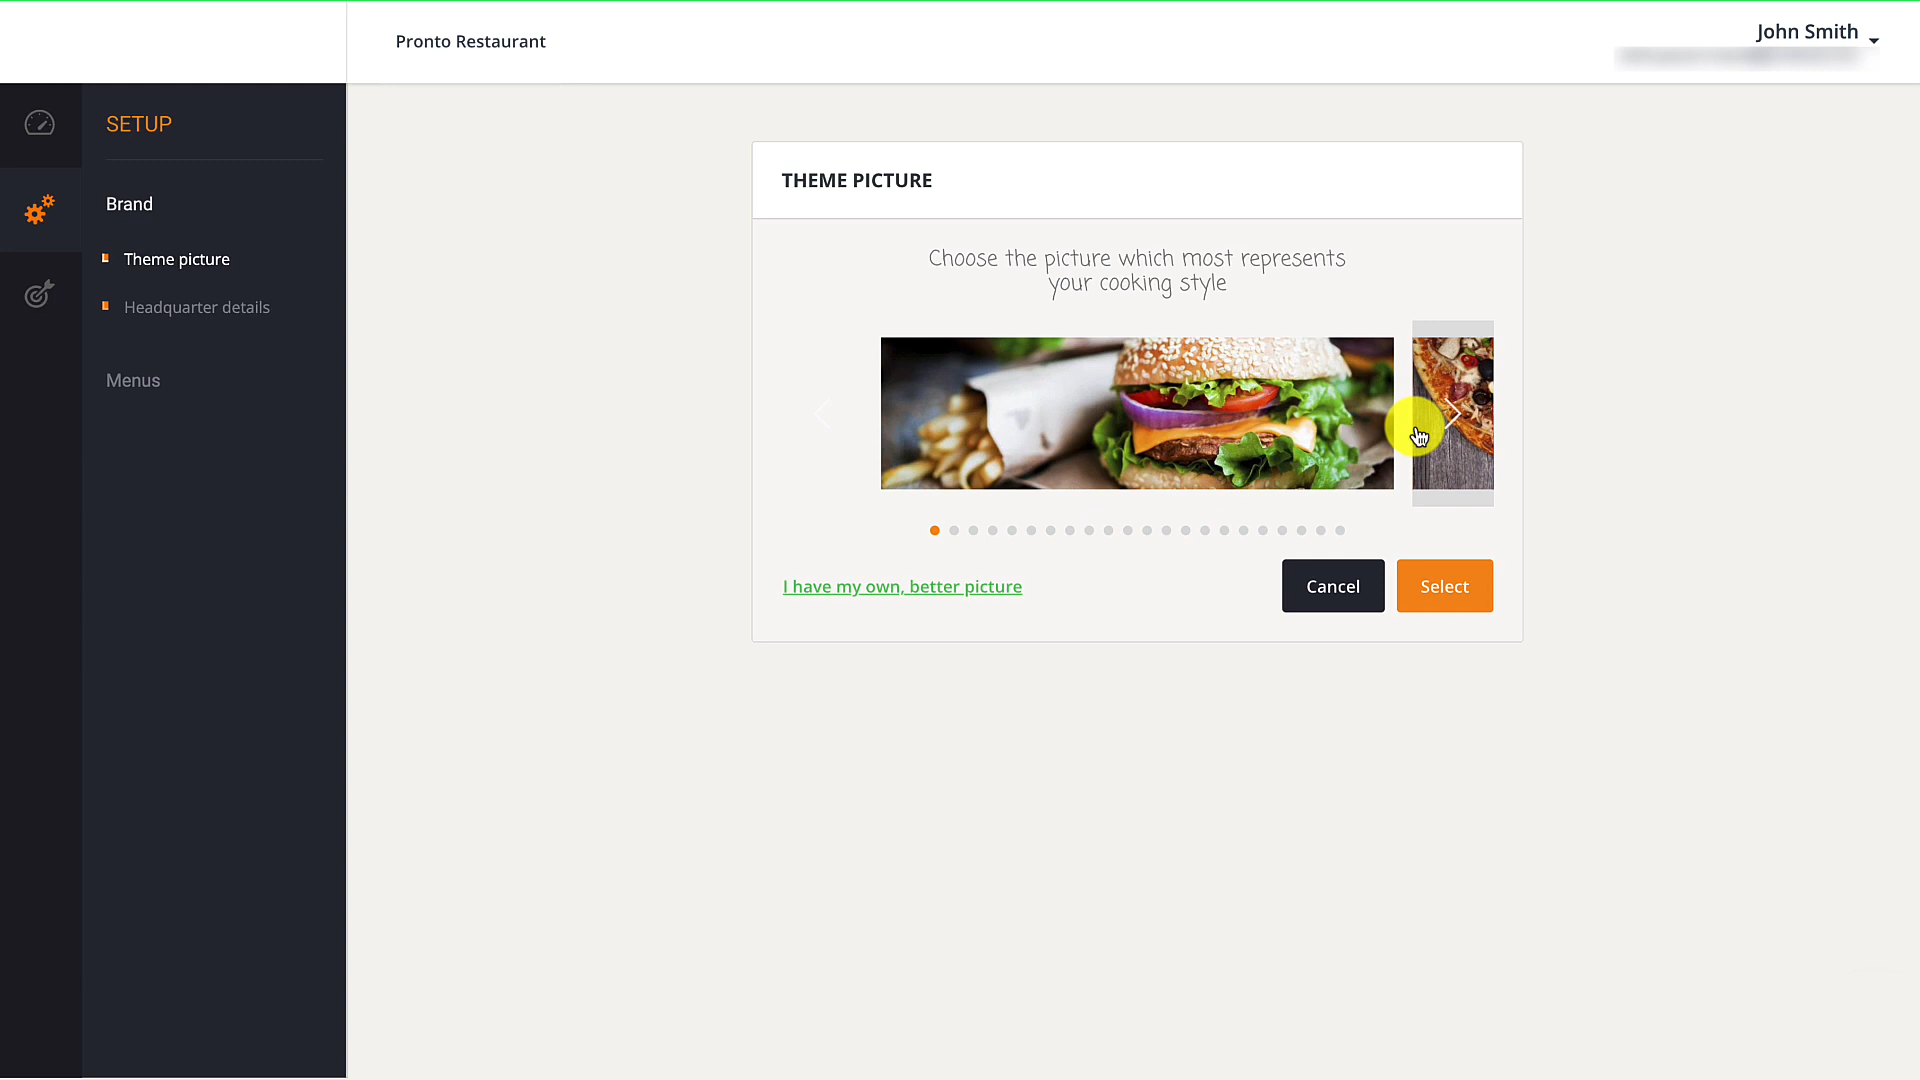 Pronto Restaurant
John Smith
SETUP
Brand
Theme picture
Headquarter details
Menus
THEME PICTURE
Choose the picture which most represents
your cooking style
I have my own, better picture
Cancel
Select